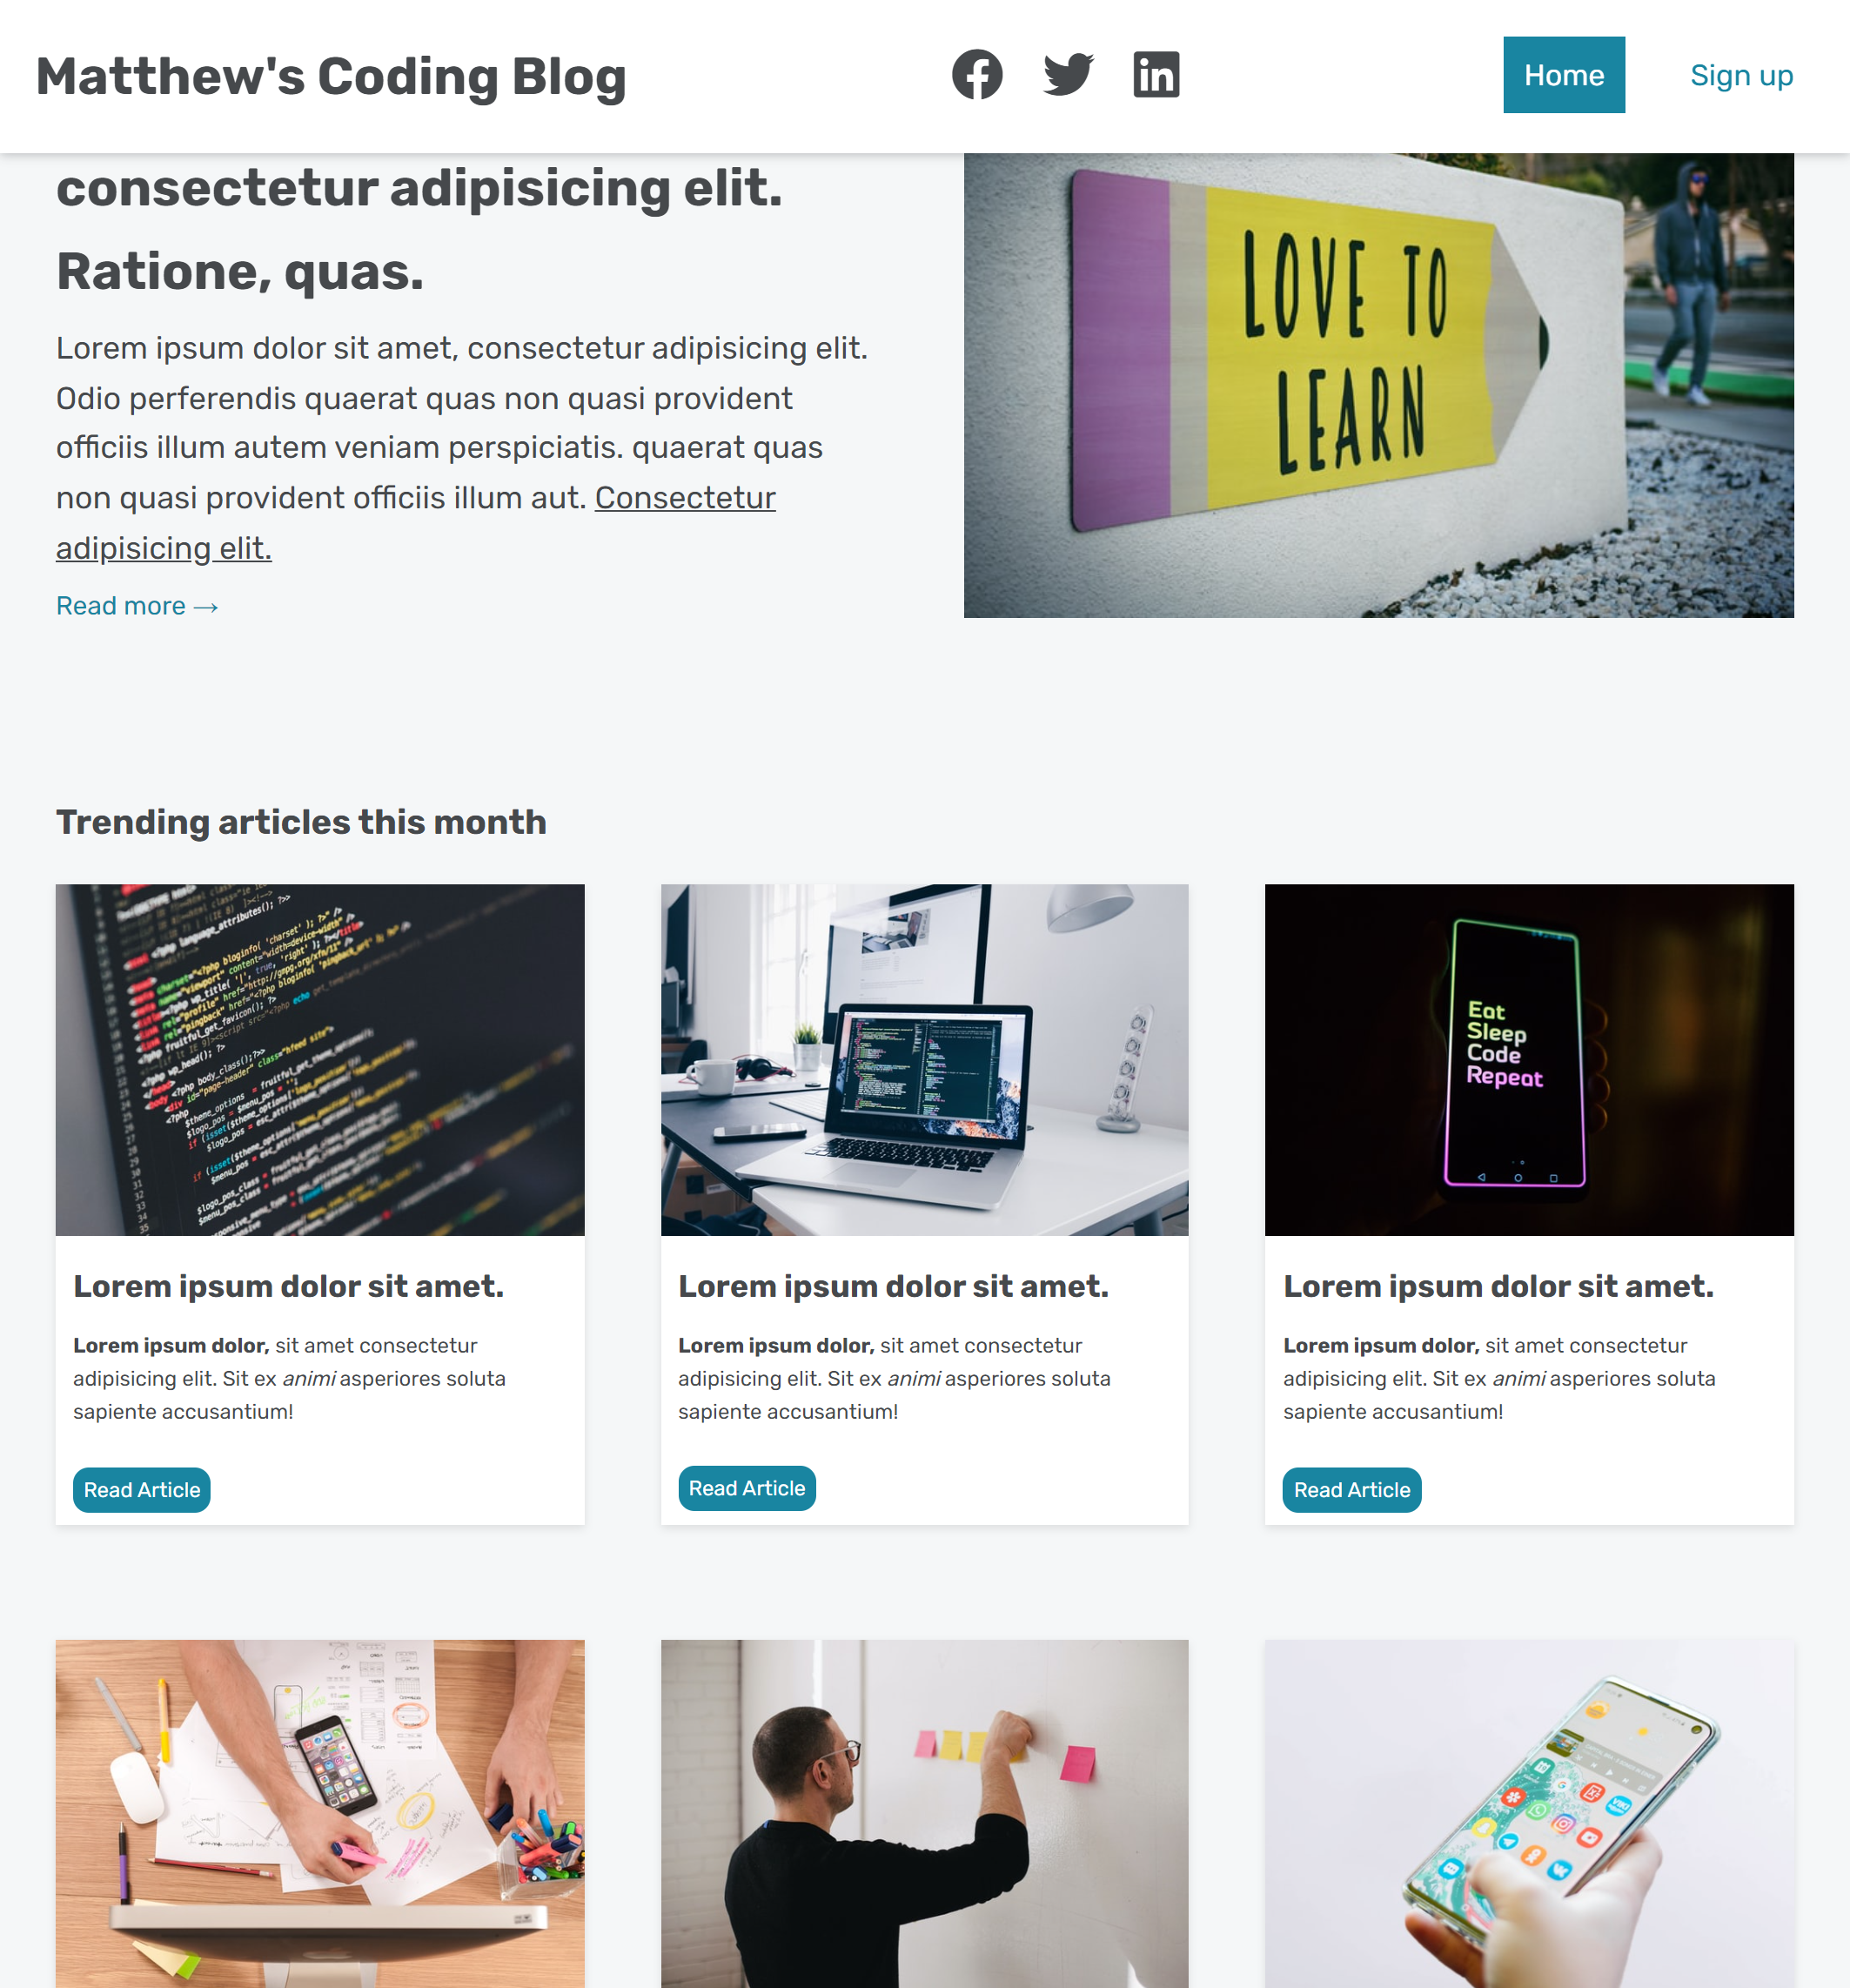 Matthew's Coding Blog
Home
Sign up
consectetur adipisicing elit.
Ratione, quas.
Lorem ipsum dolor sit amet, consectetur adipisicing elit.
Odio perferendis quaerat quas non quasi provident
officiis illum autem veniam perspiciatis. quaerat quas
non quasi provident officiis illum aut. Consectetur
adipisicing elit.
Read more →
LOVE TO
LEARN
Trending articles this month
Eat
Sleep
Code
Repeat
Lorem ipsum dolor sit amet.
Lorem ipsum dolor, sit amet consectetur
adipisicing elit. Sit ex animi asperiores soluta
sapiente accusantium!
Read Article
Lorem ipsum dolor sit amet.
Lorem ipsum dolor, sit amet consectetur
adipisicing elit. Sit ex animi asperiores soluta
sapiente accusantium!
Read Article
Lorem ipsum dolor sit amet.
Lorem ipsum dolor, sit amet consectetur
adipisicing elit. Sit ex animi asperiores soluta
sapiente accusantium!
Read Article